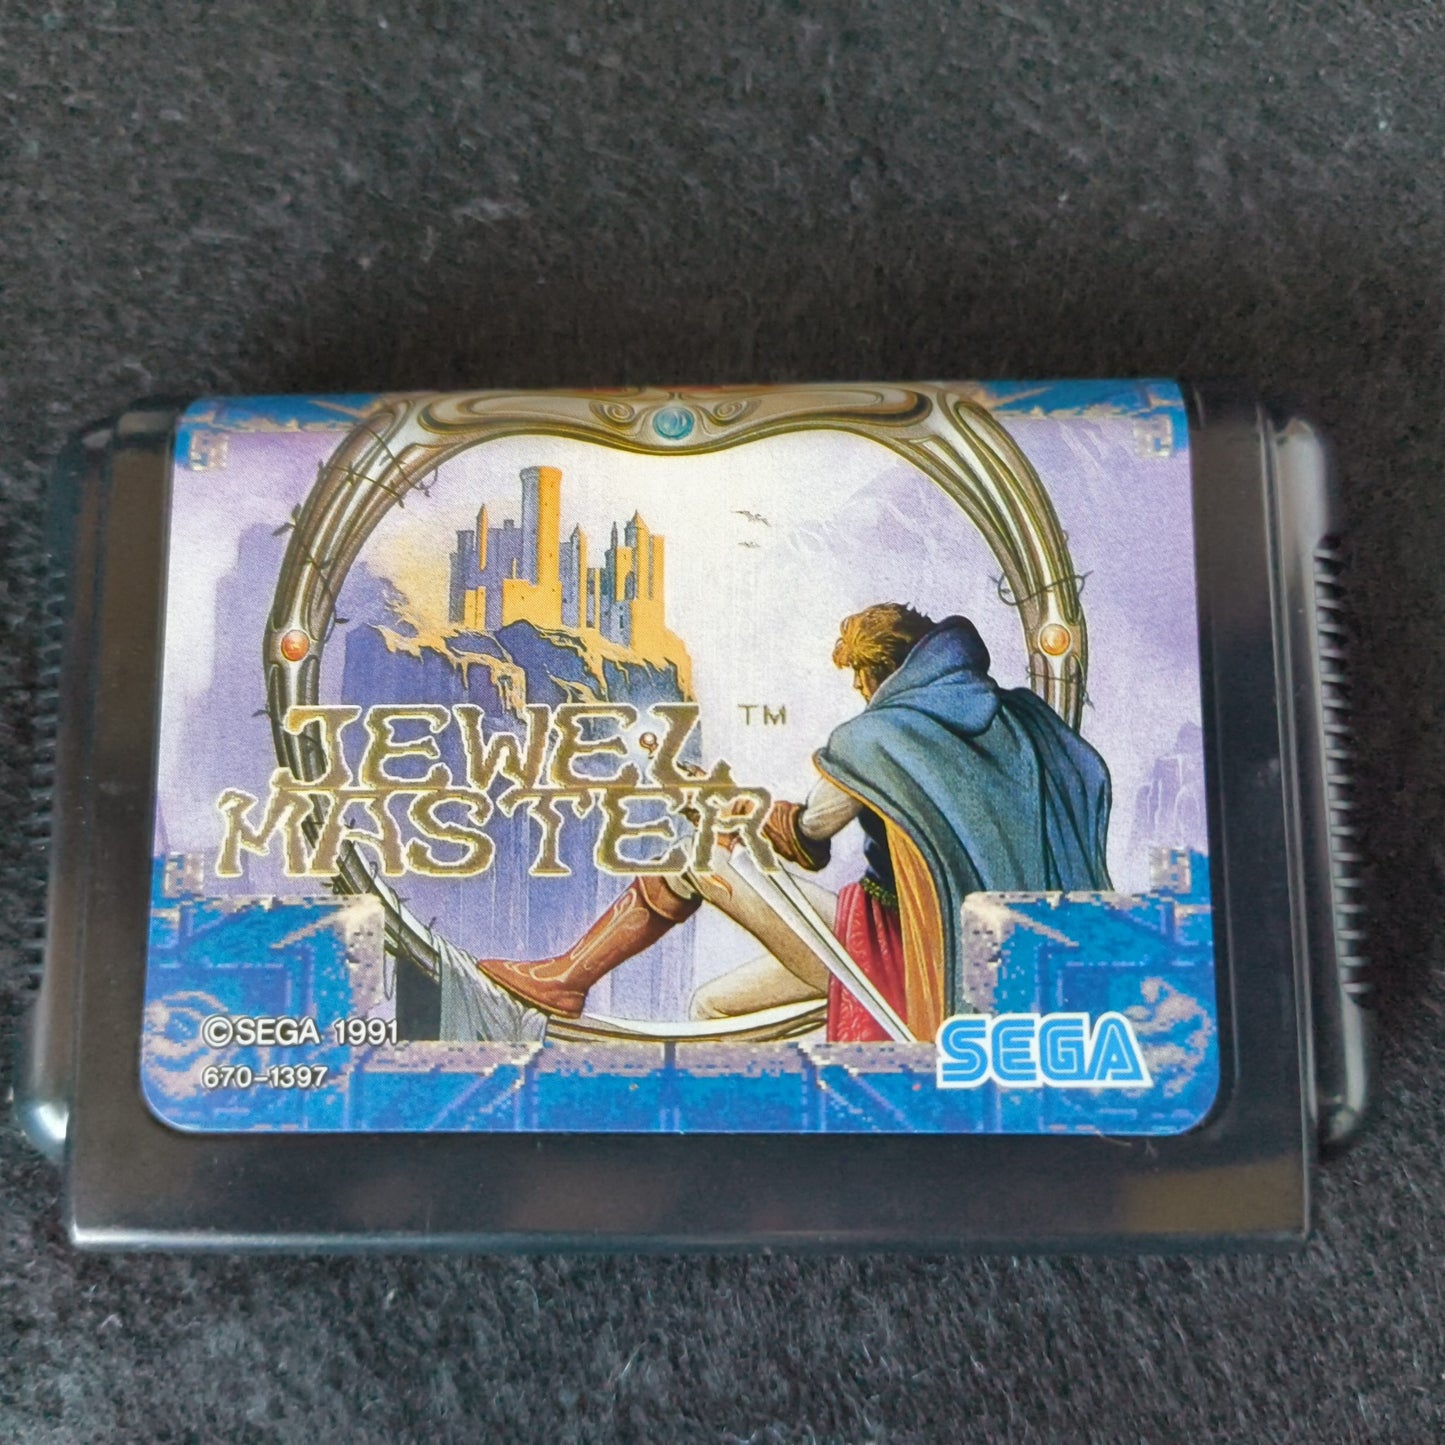 JEWEL ™
MASTER
©SEGA 1991
670-1397
SEGA